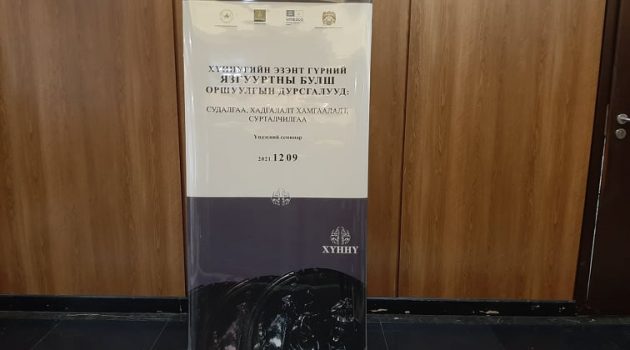 ХҮННҮГИЙН ЭЗЭНТ ГҮРНИЙ
ЯЗГУУРТНЫ БУЛШ
ОРШУУЛГЫН ДУРСГАЛУУД:
СУДАЛГАА, ХАДГАЛАЛТ ХАМГААЛАЛТ,
СУРТАЛЧИЛГАА
Үндэсний семинар
2021 12 09
ХҮННҮ